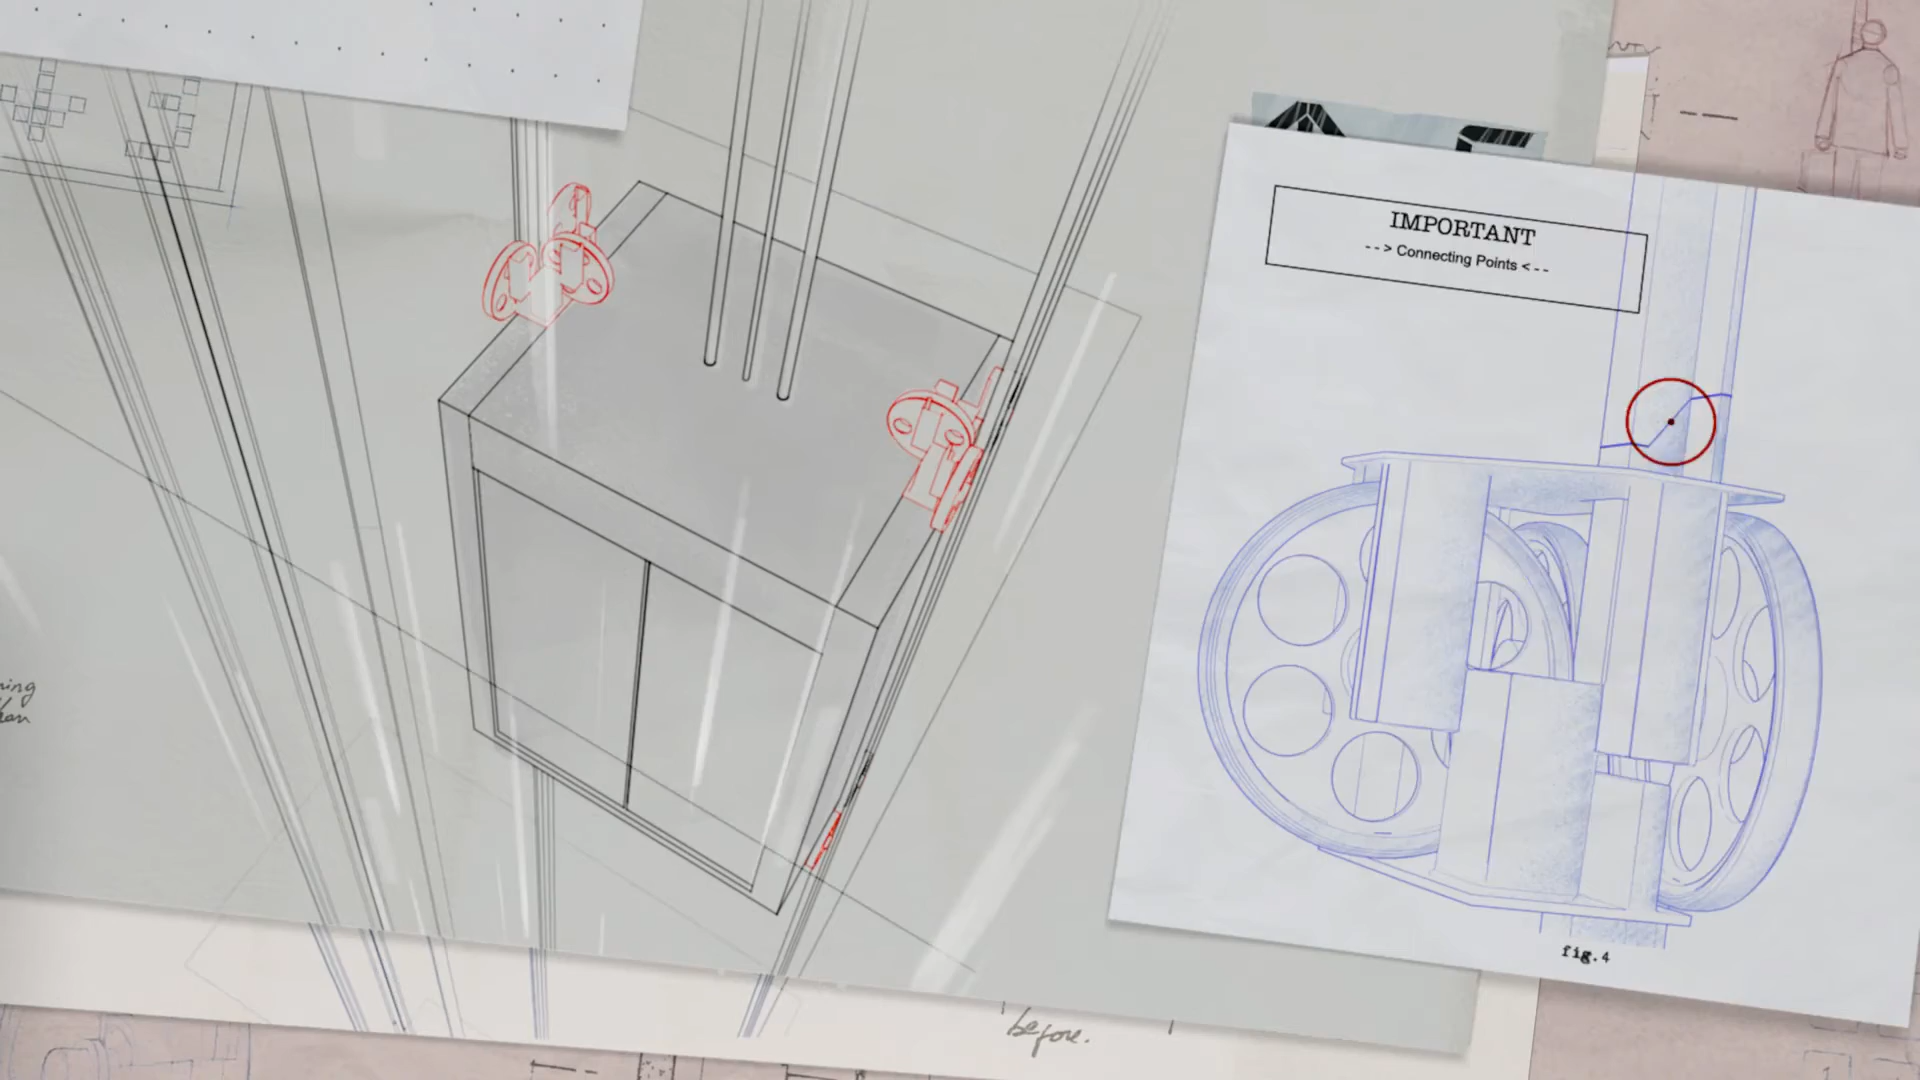 IMPORTANT
--> Connecting Points <--
fig.4
before.